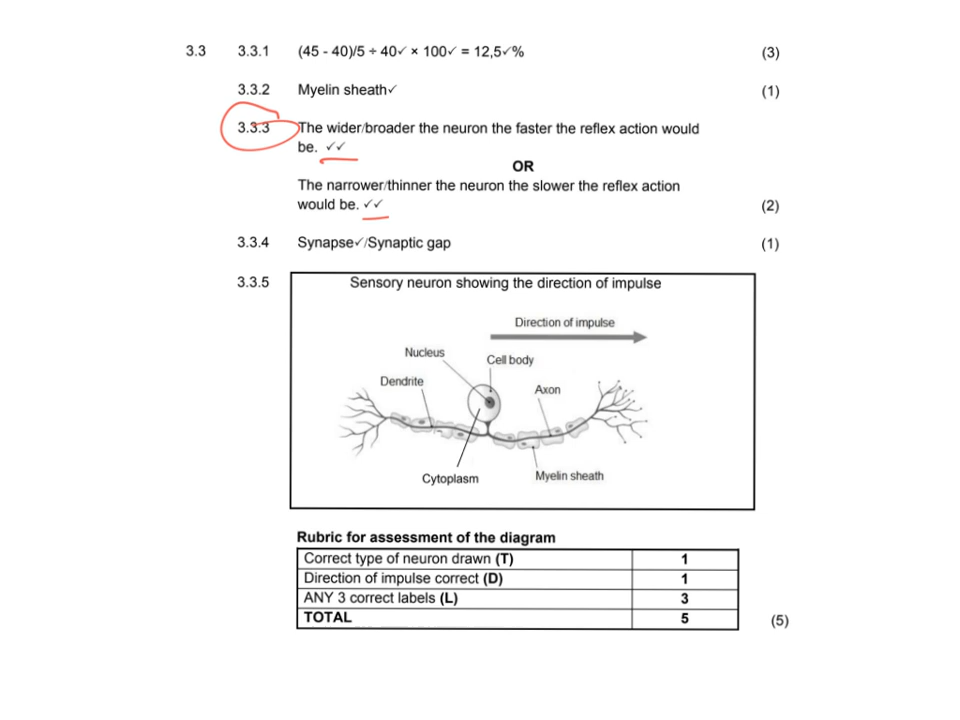 3.3 3.3.1 (45 - 40)/5 ÷ 40✓ × 100✓ = 12,5✓% (3)
3.3.2 Myelin sheath✓ (1)
3.3.3 The wider/broader the neuron the faster the reflex action would
be. ✓✓
OR
The narrower/thinner the neuron the slower the reflex action
would be. ✓✓ (2)
3.3.4 Synapse✓/Synaptic gap (1)
3.3.5 Sensory neuron showing the direction of impulse
Direction of impulse
Nucleus
Cell body
Dendrite
Axon
Cytoplasm
Myelin sheath
Rubric for assessment of the diagram
Correct type of neuron drawn (T) 1
Direction of impulse correct (D) 1
ANY 3 correct labels (L) 3
TOTAL 5 (5)